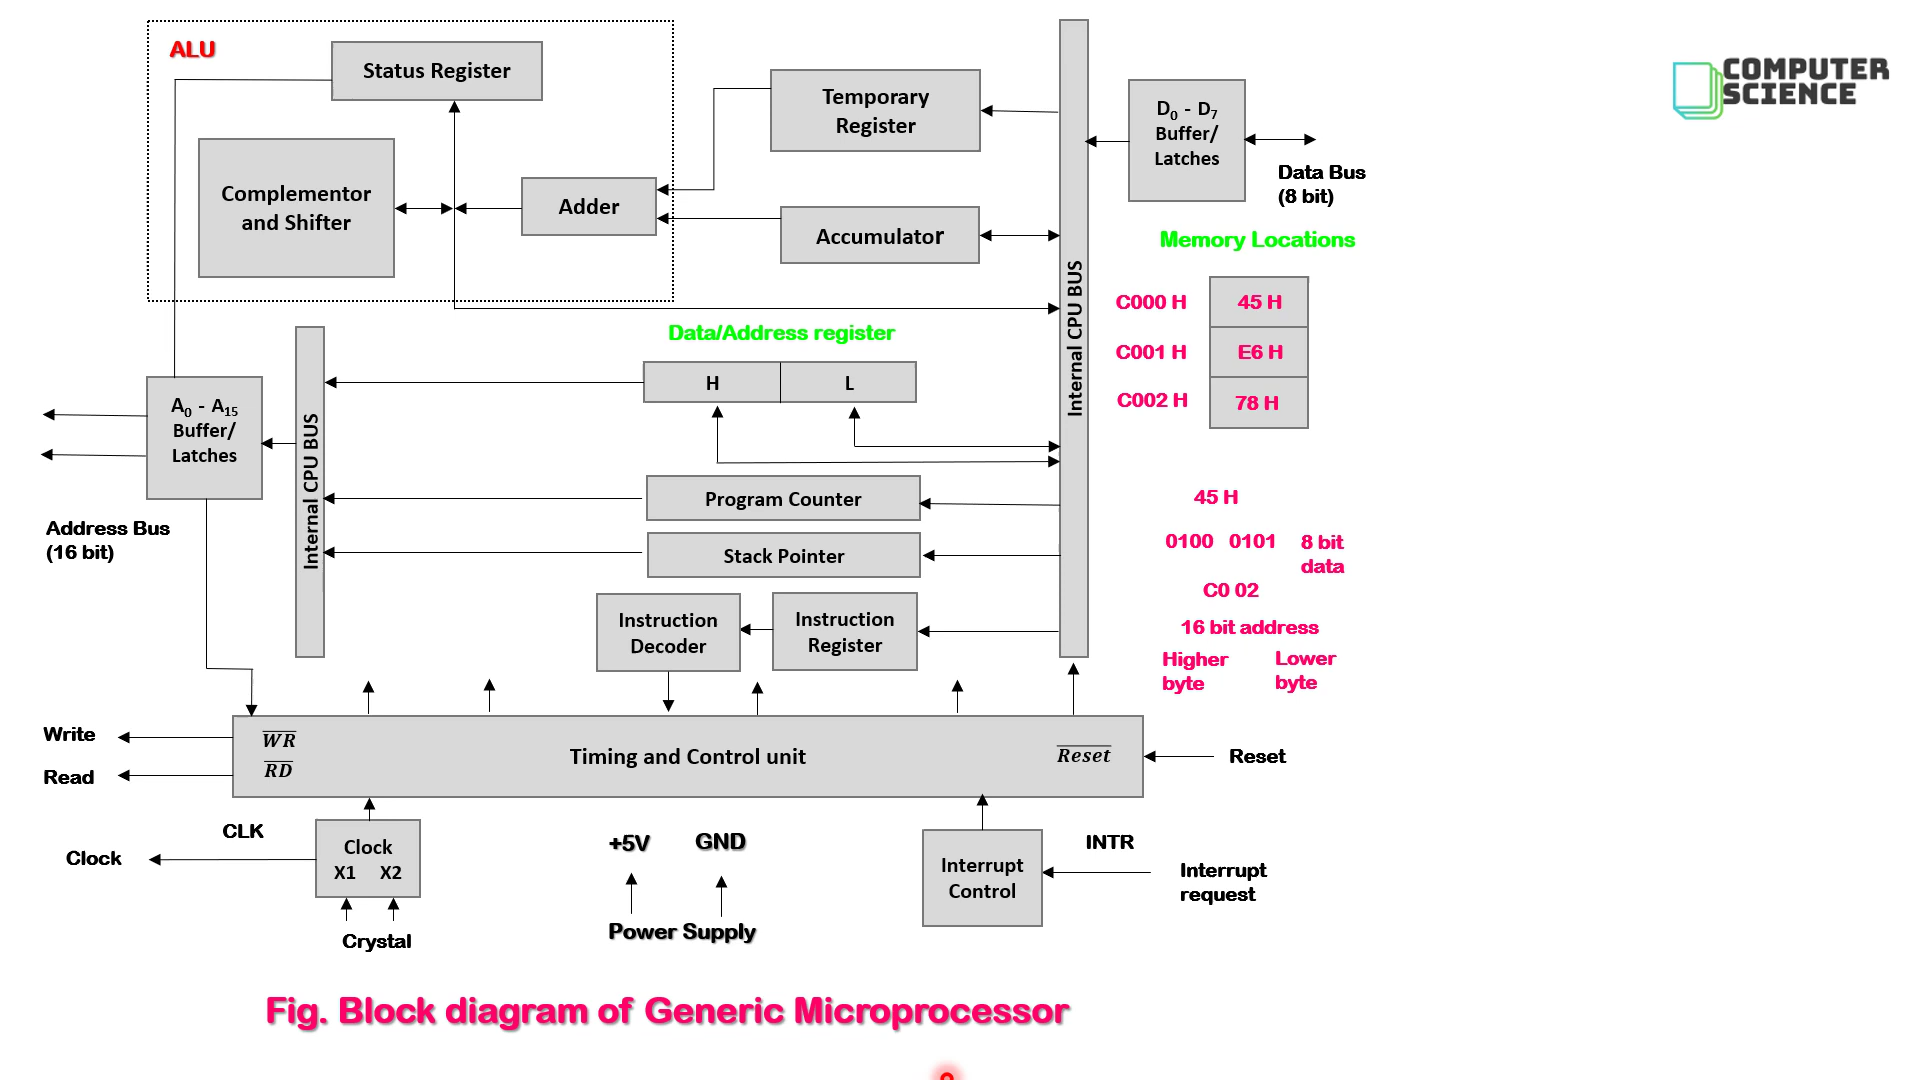 ALU
Status Register
Complementor
and Shifter
Adder
Temporary
Register
Accumulator
Internal CPU BUS
D0 - D7
Buffer/
Latches
Data Bus
(8 bit)
COMPUTER
SCIENCE
Memory Locations
C000 H 45 H
C001 H E6 H
C002 H 78 H
Data/Address register
H L
A0 - A15
Buffer/
Latches
Internal CPU BUS
Address Bus
(16 bit)
Program Counter
Stack Pointer
Instruction
Decoder
Instruction
Register
45 H
0100 0101
8 bit
data
C0 02
16 bit address
Higher
byte
Lower
byte
Write
Read
W̅R̅
R̅D̅
Timing and Control unit
R̅e̅s̅e̅t̅
Reset
CLK
Clock
Clock
X1 X2
Crystal
+5V GND
Power Supply
Interrupt
Control
INTR
Interrupt
request
Fig. Block diagram of Generic Microprocessor